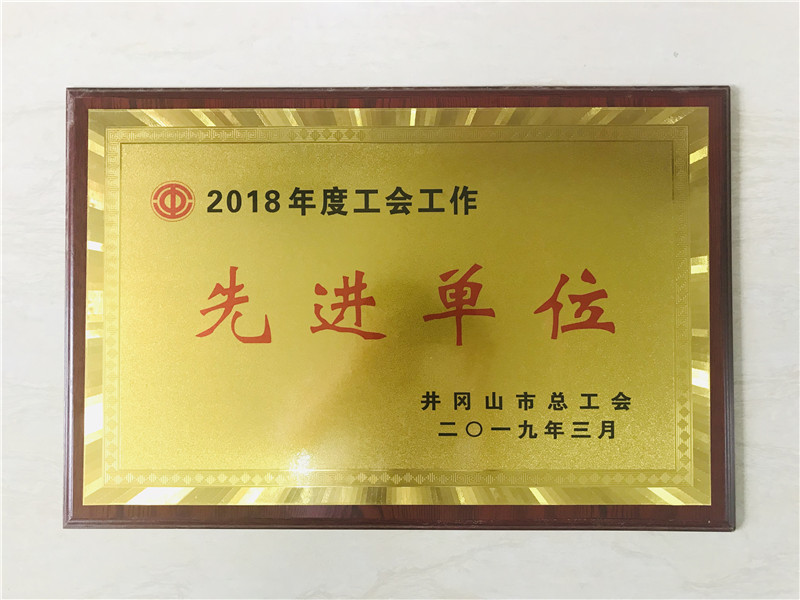 2018年度工会工作
先进单位
井冈山市总工会
二〇一九年三月